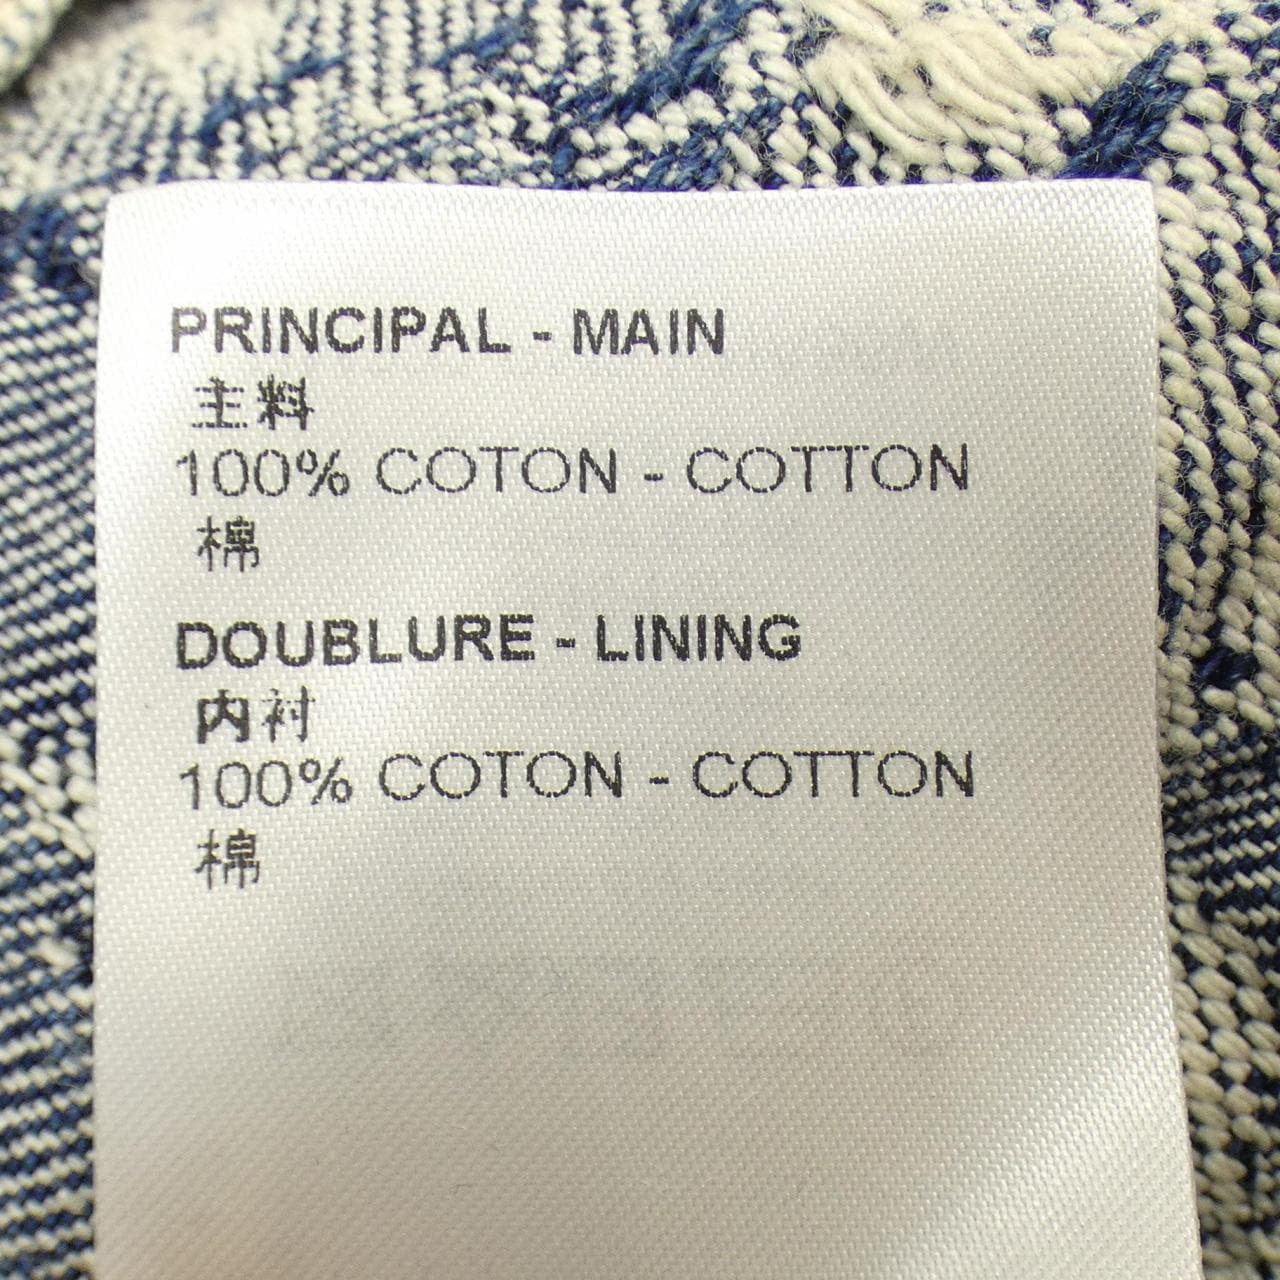 PRINCIPAL - MAIN
主料
100% COTON - COTTON
棉
DOUBLURE - LINING
内衬
100% COTON - COTTON
棉